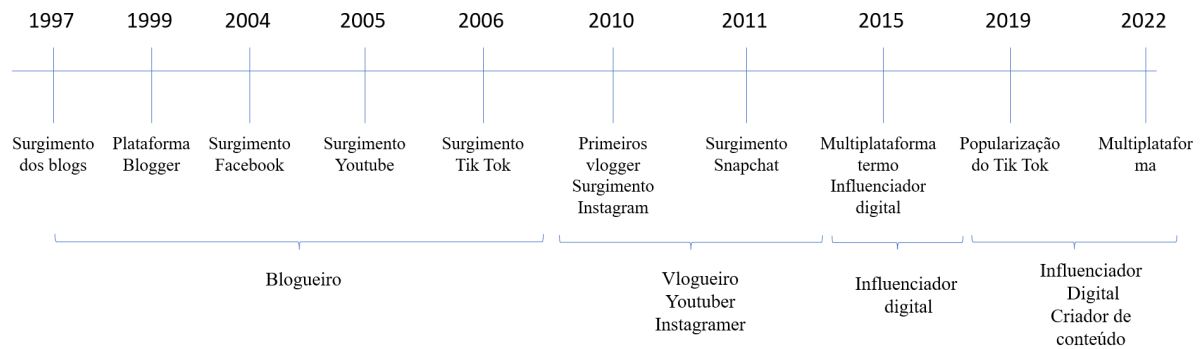 1997 1999 2004 2005 2006 2010 2011 2015 2019 2022
Surgimento
dos blogs
Plataforma
Blogger
Surgimento
Facebook
Surgimento
Youtube
Surgimento
Tik Tok
Primeiros
vlogger
Surgimento
Instagram
Surgimento
Snapchat
Multiplataforma
termo
Influenciador
digital
Popularização
do Tik Tok
Multiplatafor
ma
Blogueiro
Vlogueiro
Youtuber
Instagramer
Influenciador
digital
Influenciador
Digital
Criador de
conteúdo